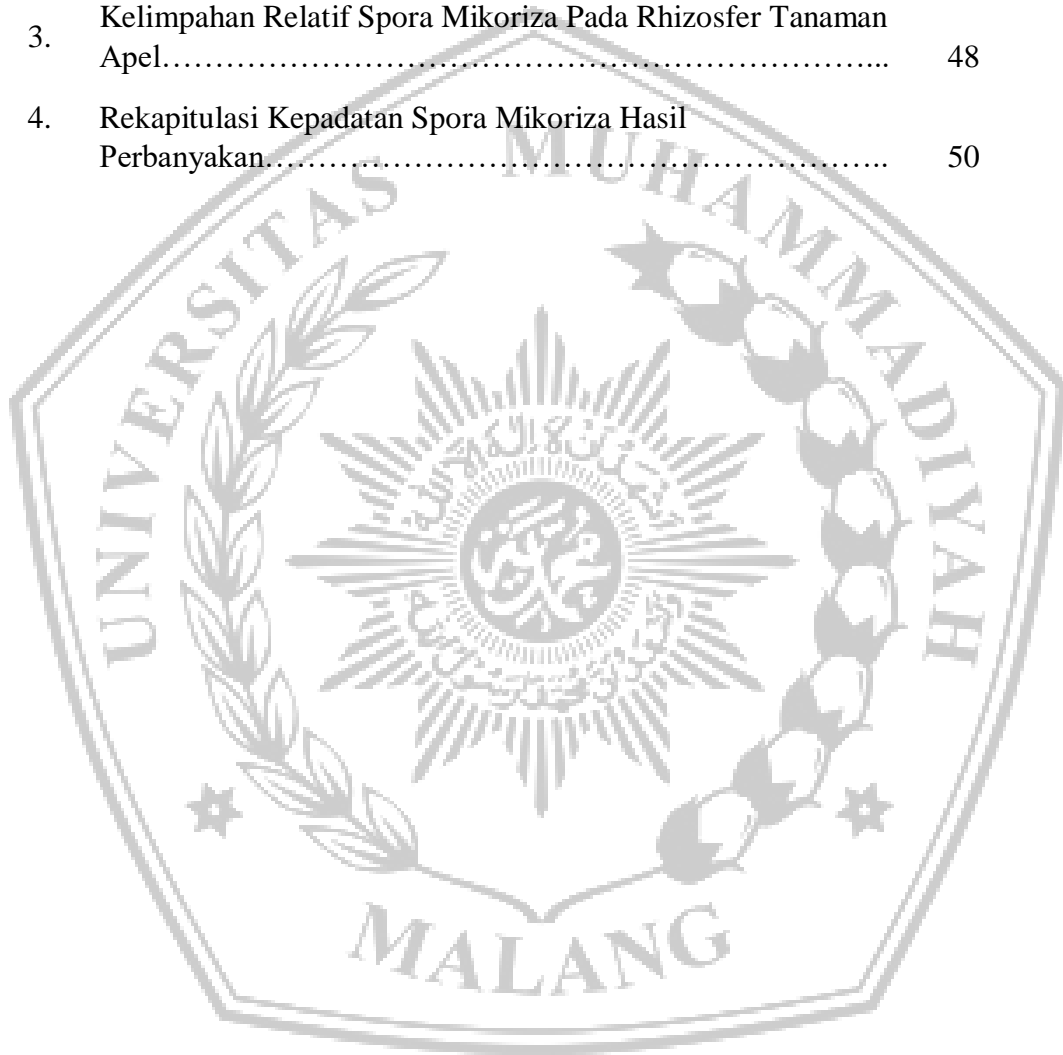 3. Kelimpahan Relatif Spora Mikoriza Pada Rhizosfer Tanaman
Apel……………………………………………………………... 48
4. Rekapitulasi Kepadatan Spora Mikoriza Hasil
Perbanyakan…………………………………………………….. 50
UNIVERSITAS MUHAMMADIYAH
MALANG